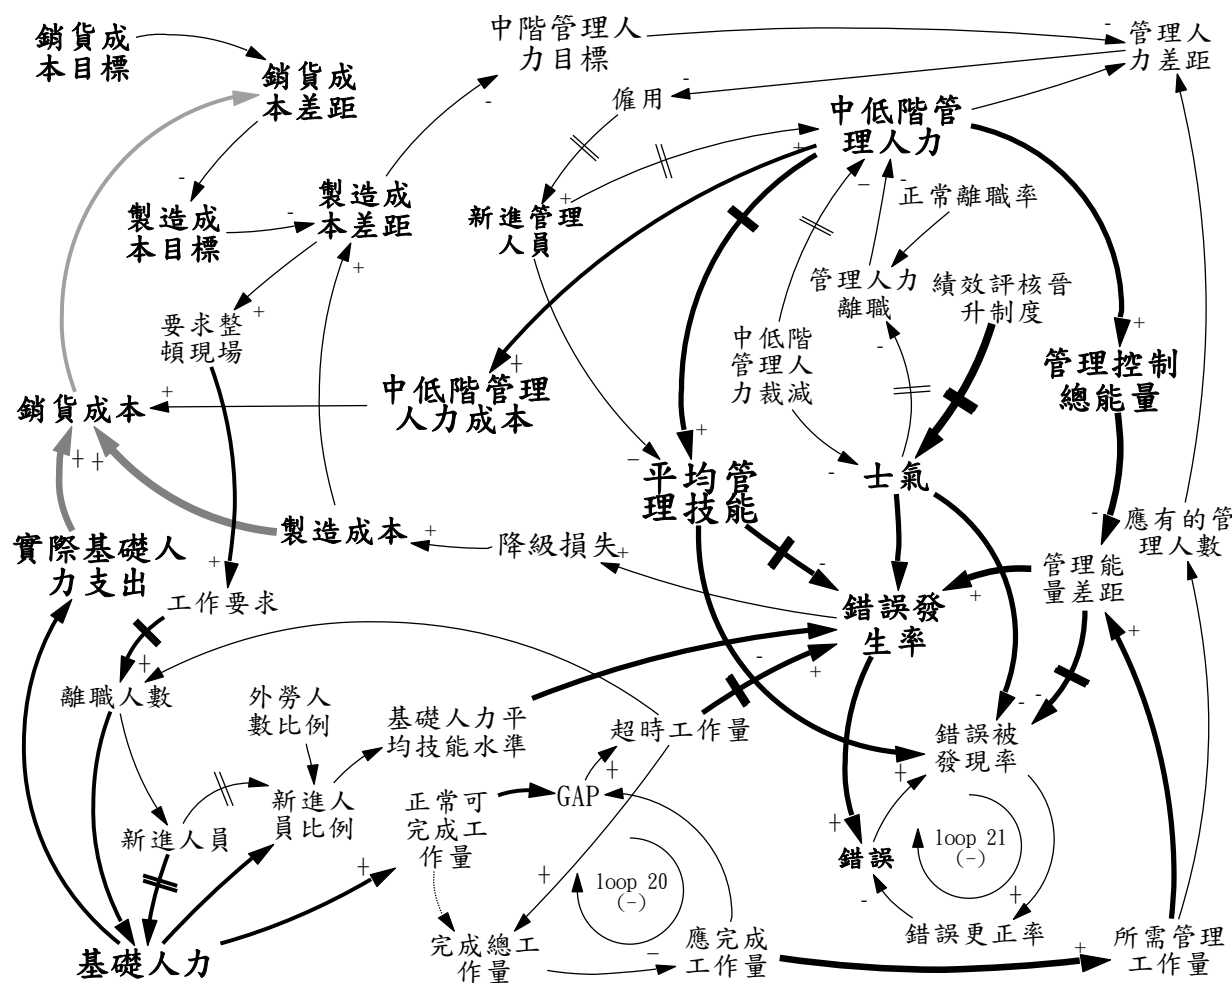 銷貨成
本目標
銷貨成
本差距
中階管理人
力目標
管理人
力差距
僱用
中低階管
理人力
製造成
本目標
製造成
本差距
新進管理
人員
正常離職率
管理人力
離職
績效評核晉
升制度
要求整
頓現場
中低階
管理人
力裁減
管理控制
總能量
銷貨成本
中低階管理
人力成本
平均管
理技能
士氣
製造成本
降級損失
應有的管
理人數
實際基礎人
力支出
管理能
量差距
工作要求
錯誤發
生率
離職人數
外勞人
數比例
基礎人力平
均技能水準
超時工作量
錯誤被
發現率
新進人員
新進人
員比例
正常可
完成工
作量
GAP
錯誤
loop 21
(-)
loop 20
(-)
基礎人力
完成總工
作量
應完成
工作量
錯誤更正率
所需管理
工作量